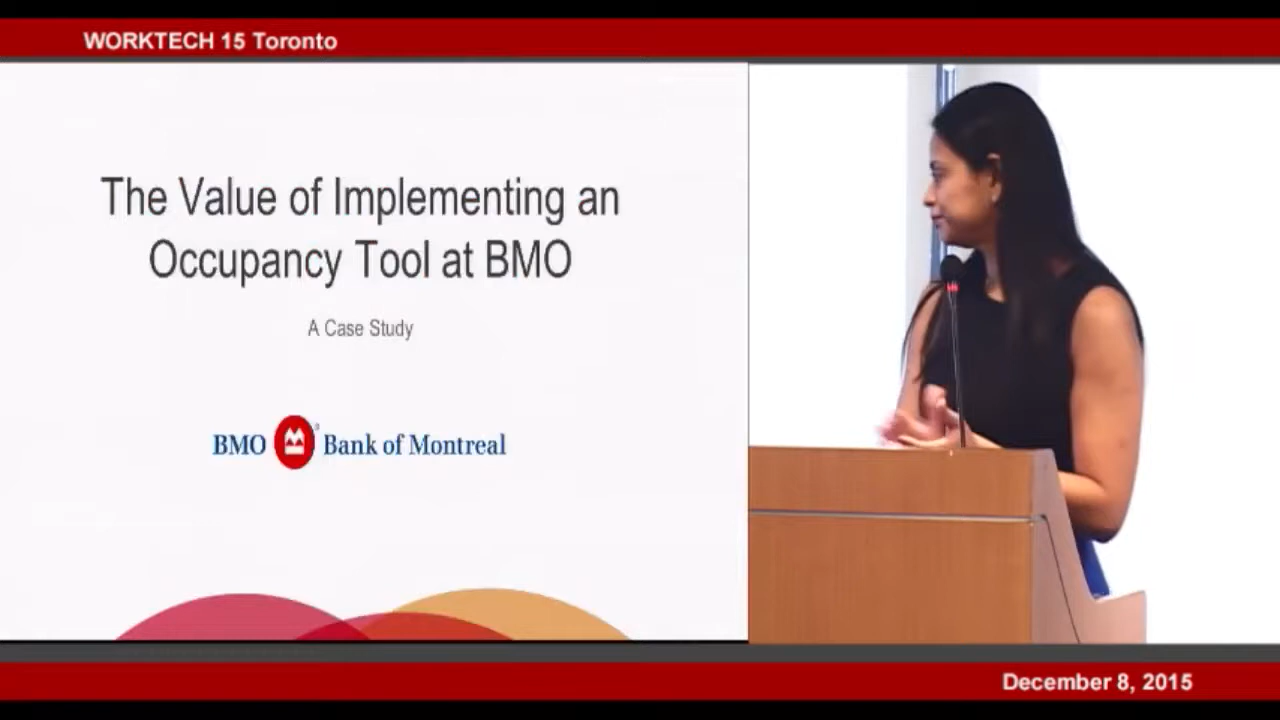 WORKTECH 15 Toronto
The Value of Implementing an
Occupancy Tool at BMO
A Case Study
BMO Bank of Montreal
December 8, 2015